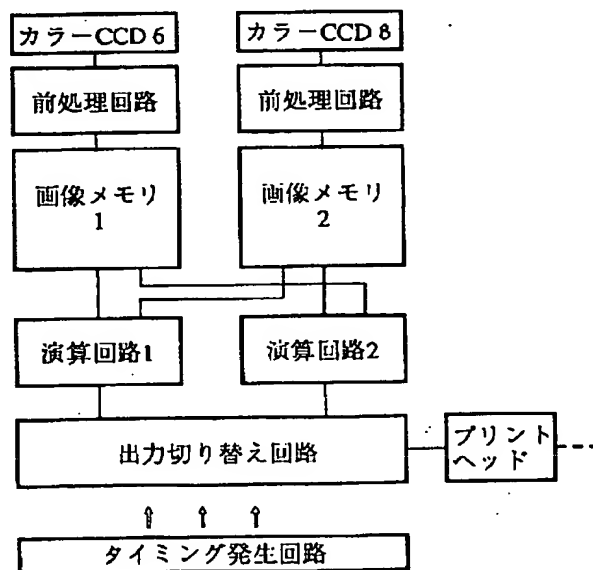 カラーCCD 6
カラーCCD 8
前処理回路
前処理回路
画像メモリ
1
画像メモリ
2
演算回路1
演算回路2
出力切り替え回路
プリント
ヘッド
タイミング発生回路